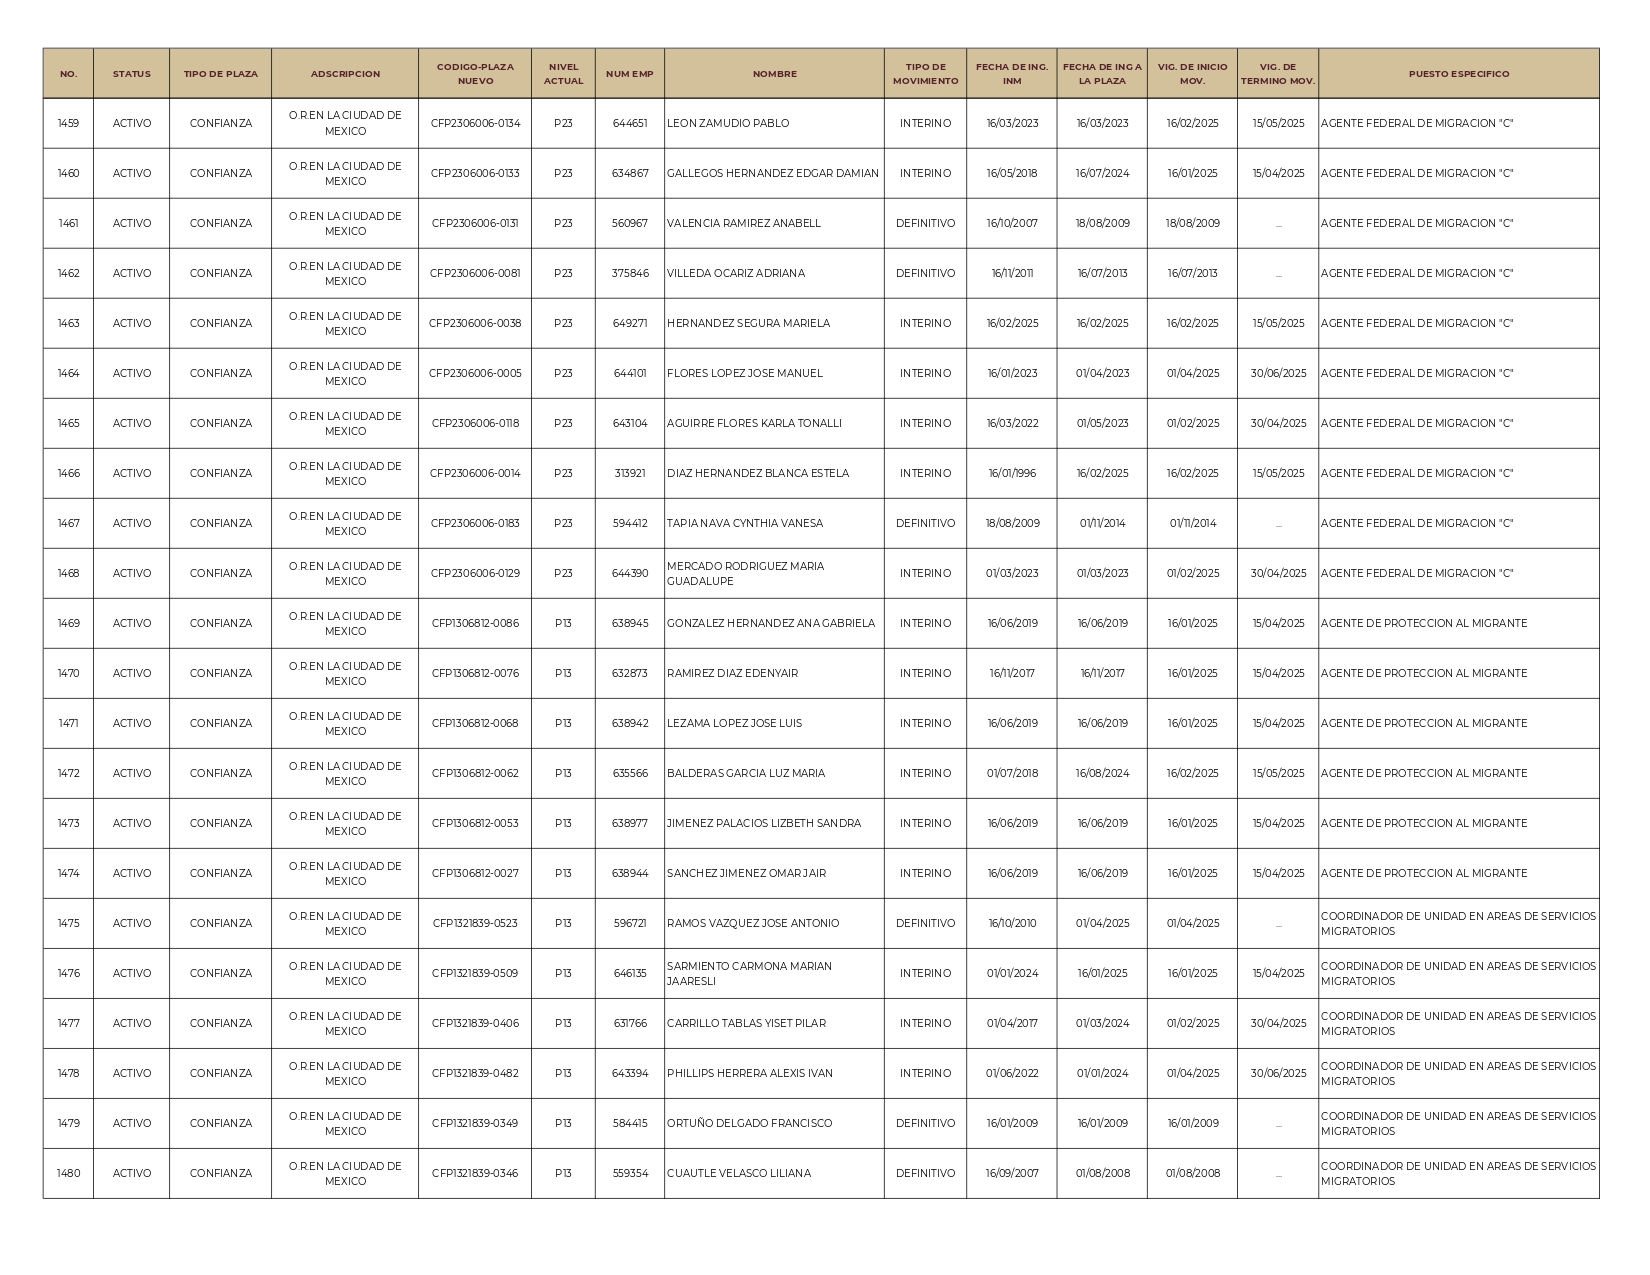 NO. STATUS TIPO DE PLAZA ADSCRIPCION CODIGO-PLAZA NUEVO NIVEL ACTUAL NUM EMP NOMBRE TIPO DE MOVIMIENTO FECHA DE ING. INM FECHA DE ING A LA PLAZA VIG. DE INICIO MOV. VIG. DE TERMINO MOV. PUESTO ESPECIFICO
1459 ACTIVO CONFIANZA O.R.EN LA CIUDAD DE MEXICO CFP2306006-0134 P23 644651 LEON ZAMUDIO PABLO INTERINO 16/03/2023 16/03/2023 16/02/2025 15/05/2025 AGENTE FEDERAL DE MIGRACION "C"
1460 ACTIVO CONFIANZA O.R.EN LA CIUDAD DE MEXICO CFP2306006-0133 P23 634867 GALLEGOS HERNANDEZ EDGAR DAMIAN INTERINO 16/05/2018 16/07/2024 16/01/2025 15/04/2025 AGENTE FEDERAL DE MIGRACION "C"
1461 ACTIVO CONFIANZA O.R.EN LA CIUDAD DE MEXICO CFP2306006-0131 P23 560967 VALENCIA RAMIREZ ANABELL DEFINITIVO 16/10/2007 18/08/2009 18/08/2009 ... AGENTE FEDERAL DE MIGRACION "C"
1462 ACTIVO CONFIANZA O.R.EN LA CIUDAD DE MEXICO CFP2306006-0081 P23 375846 VILLEDA OCARIZ ADRIANA DEFINITIVO 16/11/2011 16/07/2013 16/07/2013 ... AGENTE FEDERAL DE MIGRACION "C"
1463 ACTIVO CONFIANZA O.R.EN LA CIUDAD DE MEXICO CFP2306006-0038 P23 649271 HERNANDEZ SEGURA MARIELA INTERINO 16/02/2025 16/02/2025 16/02/2025 15/05/2025 AGENTE FEDERAL DE MIGRACION "C"
1464 ACTIVO CONFIANZA O.R.EN LA CIUDAD DE MEXICO CFP2306006-0005 P23 644101 FLORES LOPEZ JOSE MANUEL INTERINO 16/01/2023 01/04/2023 01/04/2025 30/06/2025 AGENTE FEDERAL DE MIGRACION "C"
1465 ACTIVO CONFIANZA O.R.EN LA CIUDAD DE MEXICO CFP2306006-0118 P23 643104 AGUIRRE FLORES KARLA TONALLI INTERINO 16/03/2022 01/05/2023 01/02/2025 30/04/2025 AGENTE FEDERAL DE MIGRACION "C"
1466 ACTIVO CONFIANZA O.R.EN LA CIUDAD DE MEXICO CFP2306006-0014 P23 313921 DIAZ HERNANDEZ BLANCA ESTELA INTERINO 16/01/1996 16/02/2025 16/02/2025 15/05/2025 AGENTE FEDERAL DE MIGRACION "C"
1467 ACTIVO CONFIANZA O.R.EN LA CIUDAD DE MEXICO CFP2306006-0183 P23 594412 TAPIA NAVA CYNTHIA VANESA DEFINITIVO 18/08/2009 01/11/2014 01/11/2014 ... AGENTE FEDERAL DE MIGRACION "C"
1468 ACTIVO CONFIANZA O.R.EN LA CIUDAD DE MEXICO CFP2306006-0129 P23 644390 MERCADO RODRIGUEZ MARIA GUADALUPE INTERINO 01/03/2023 01/03/2023 01/02/2025 30/04/2025 AGENTE FEDERAL DE MIGRACION "C"
1469 ACTIVO CONFIANZA O.R.EN LA CIUDAD DE MEXICO CFP1306812-0086 P13 638945 GONZALEZ HERNANDEZ ANA GABRIELA INTERINO 16/06/2019 16/06/2019 16/01/2025 15/04/2025 AGENTE DE PROTECCION AL MIGRANTE
1470 ACTIVO CONFIANZA O.R.EN LA CIUDAD DE MEXICO CFP1306812-0076 P13 632873 RAMIREZ DIAZ EDENYAIR INTERINO 16/11/2017 16/11/2017 16/01/2025 15/04/2025 AGENTE DE PROTECCION AL MIGRANTE
1471 ACTIVO CONFIANZA O.R.EN LA CIUDAD DE MEXICO CFP1306812-0068 P13 638942 LEZAMA LOPEZ JOSE LUIS INTERINO 16/06/2019 16/06/2019 16/01/2025 15/04/2025 AGENTE DE PROTECCION AL MIGRANTE
1472 ACTIVO CONFIANZA O.R.EN LA CIUDAD DE MEXICO CFP1306812-0062 P13 635566 BALDERAS GARCIA LUZ MARIA INTERINO 01/07/2018 16/08/2024 16/02/2025 15/05/2025 AGENTE DE PROTECCION AL MIGRANTE
1473 ACTIVO CONFIANZA O.R.EN LA CIUDAD DE MEXICO CFP1306812-0053 P13 638977 JIMENEZ PALACIOS LIZBETH SANDRA INTERINO 16/06/2019 16/06/2019 16/01/2025 15/04/2025 AGENTE DE PROTECCION AL MIGRANTE
1474 ACTIVO CONFIANZA O.R.EN LA CIUDAD DE MEXICO CFP1306812-0027 P13 638944 SANCHEZ JIMENEZ OMAR JAIR INTERINO 16/06/2019 16/06/2019 16/01/2025 15/04/2025 AGENTE DE PROTECCION AL MIGRANTE
1475 ACTIVO CONFIANZA O.R.EN LA CIUDAD DE MEXICO CFP1321839-0523 P13 596721 RAMOS VAZQUEZ JOSE ANTONIO DEFINITIVO 16/10/2010 01/04/2025 01/04/2025 ... COORDINADOR DE UNIDAD EN AREAS DE SERVICIOS MIGRATORIOS
1476 ACTIVO CONFIANZA O.R.EN LA CIUDAD DE MEXICO CFP1321839-0509 P13 646135 SARMIENTO CARMONA MARIAN JAARESLI INTERINO 01/01/2024 16/01/2025 16/01/2025 15/04/2025 COORDINADOR DE UNIDAD EN AREAS DE SERVICIOS MIGRATORIOS
1477 ACTIVO CONFIANZA O.R.EN LA CIUDAD DE MEXICO CFP1321839-0406 P13 631766 CARRILLO TABLAS YISET PILAR INTERINO 01/04/2017 01/03/2024 01/02/2025 30/04/2025 COORDINADOR DE UNIDAD EN AREAS DE SERVICIOS MIGRATORIOS
1478 ACTIVO CONFIANZA O.R.EN LA CIUDAD DE MEXICO CFP1321839-0482 P13 643394 PHILLIPS HERRERA ALEXIS IVAN INTERINO 01/06/2022 01/01/2024 01/04/2025 30/06/2025 COORDINADOR DE UNIDAD EN AREAS DE SERVICIOS MIGRATORIOS
1479 ACTIVO CONFIANZA O.R.EN LA CIUDAD DE MEXICO CFP1321839-0349 P13 584415 ORTUÑO DELGADO FRANCISCO DEFINITIVO 16/01/2009 16/01/2009 16/01/2009 ... COORDINADOR DE UNIDAD EN AREAS DE SERVICIOS MIGRATORIOS
1480 ACTIVO CONFIANZA O.R.EN LA CIUDAD DE MEXICO CFP1321839-0346 P13 559354 CUAUTLE VELASCO LILIANA DEFINITIVO 16/09/2007 01/08/2008 01/08/2008 ... COORDINADOR DE UNIDAD EN AREAS DE SERVICIOS MIGRATORIOS